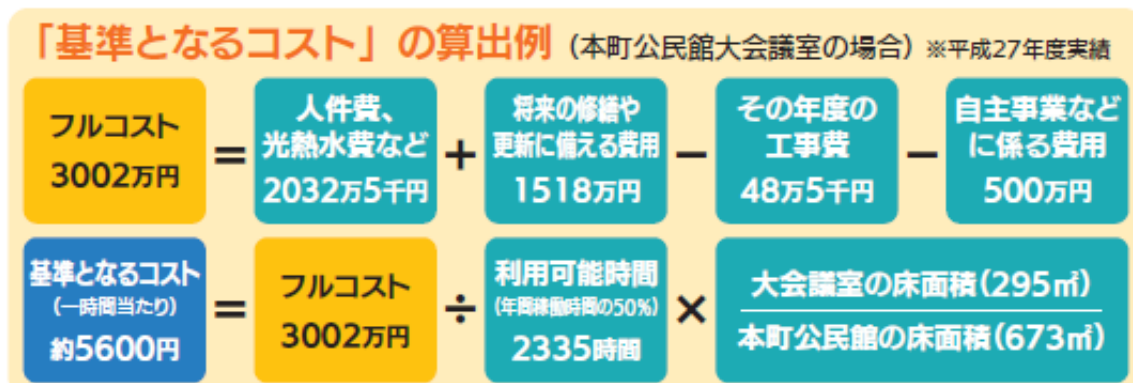 「基準となるコスト」の算出例(本町公民館大会議室の場合)※平成27年度実績
フルコスト
3002万円
=
人件費、
光熱水費など
2032万5千円
+
将来の修繕や
更新に備える費用
1518万円
−
その年度の
工事費
48万5千円
−
自主事業など
に係る費用
500万円
基準となるコスト
(一時間当たり)
約5600円
=
フルコスト
3002万円
÷
利用可能時間
(年間稼働時間の50%)
2335時間
×
大会議室の床面積(295㎡)
本町公民館の床面積(673㎡)